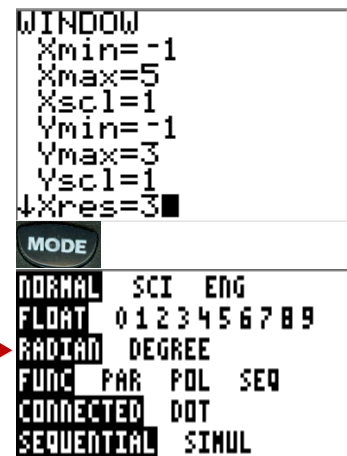 WINDOW
Xmin=-1
Xmax=5
Xscl=1
Ymin=-1
Ymax=3
Yscl=1
↓Xres=3
MODE
NORMAL SCI ENG
FLOAT 0 1 2 3 4 5 6 7 8 9
RADIAN DEGREE
FUNC PAR POL SEQ
CONNECTED DOT
SEQUENTIAL SIMUL